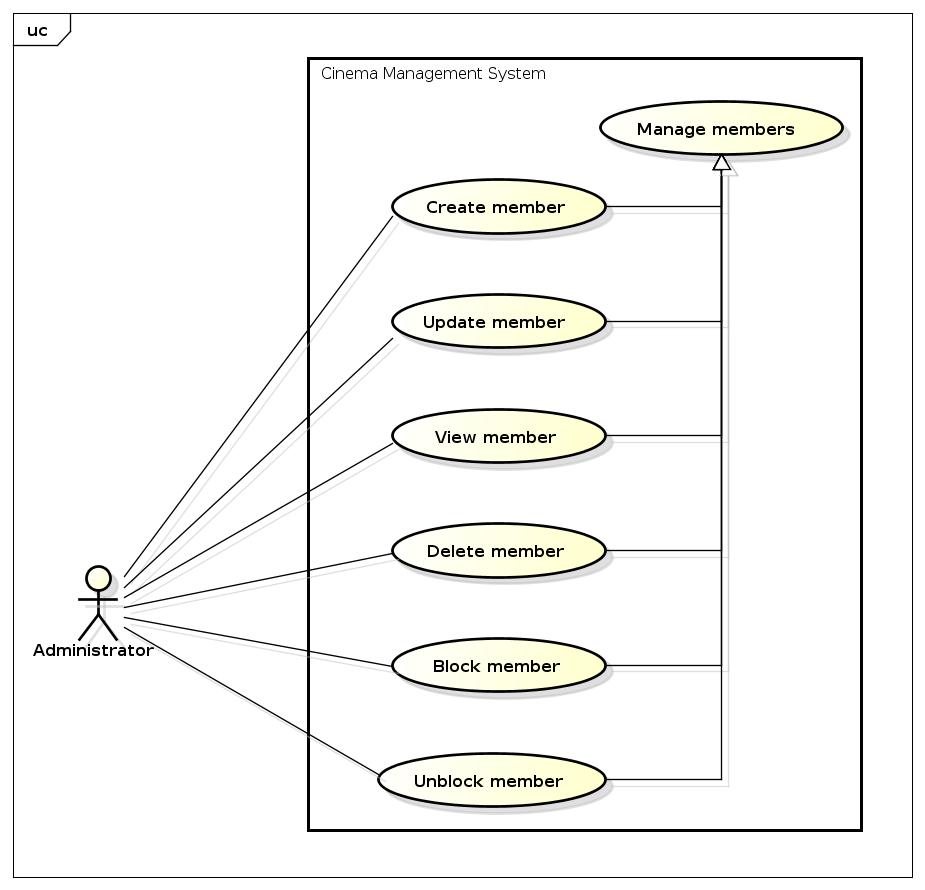 uc
Cinema Management System
Manage members
Create member
Update member
View member
Delete member
Administrator
Block member
Unblock member